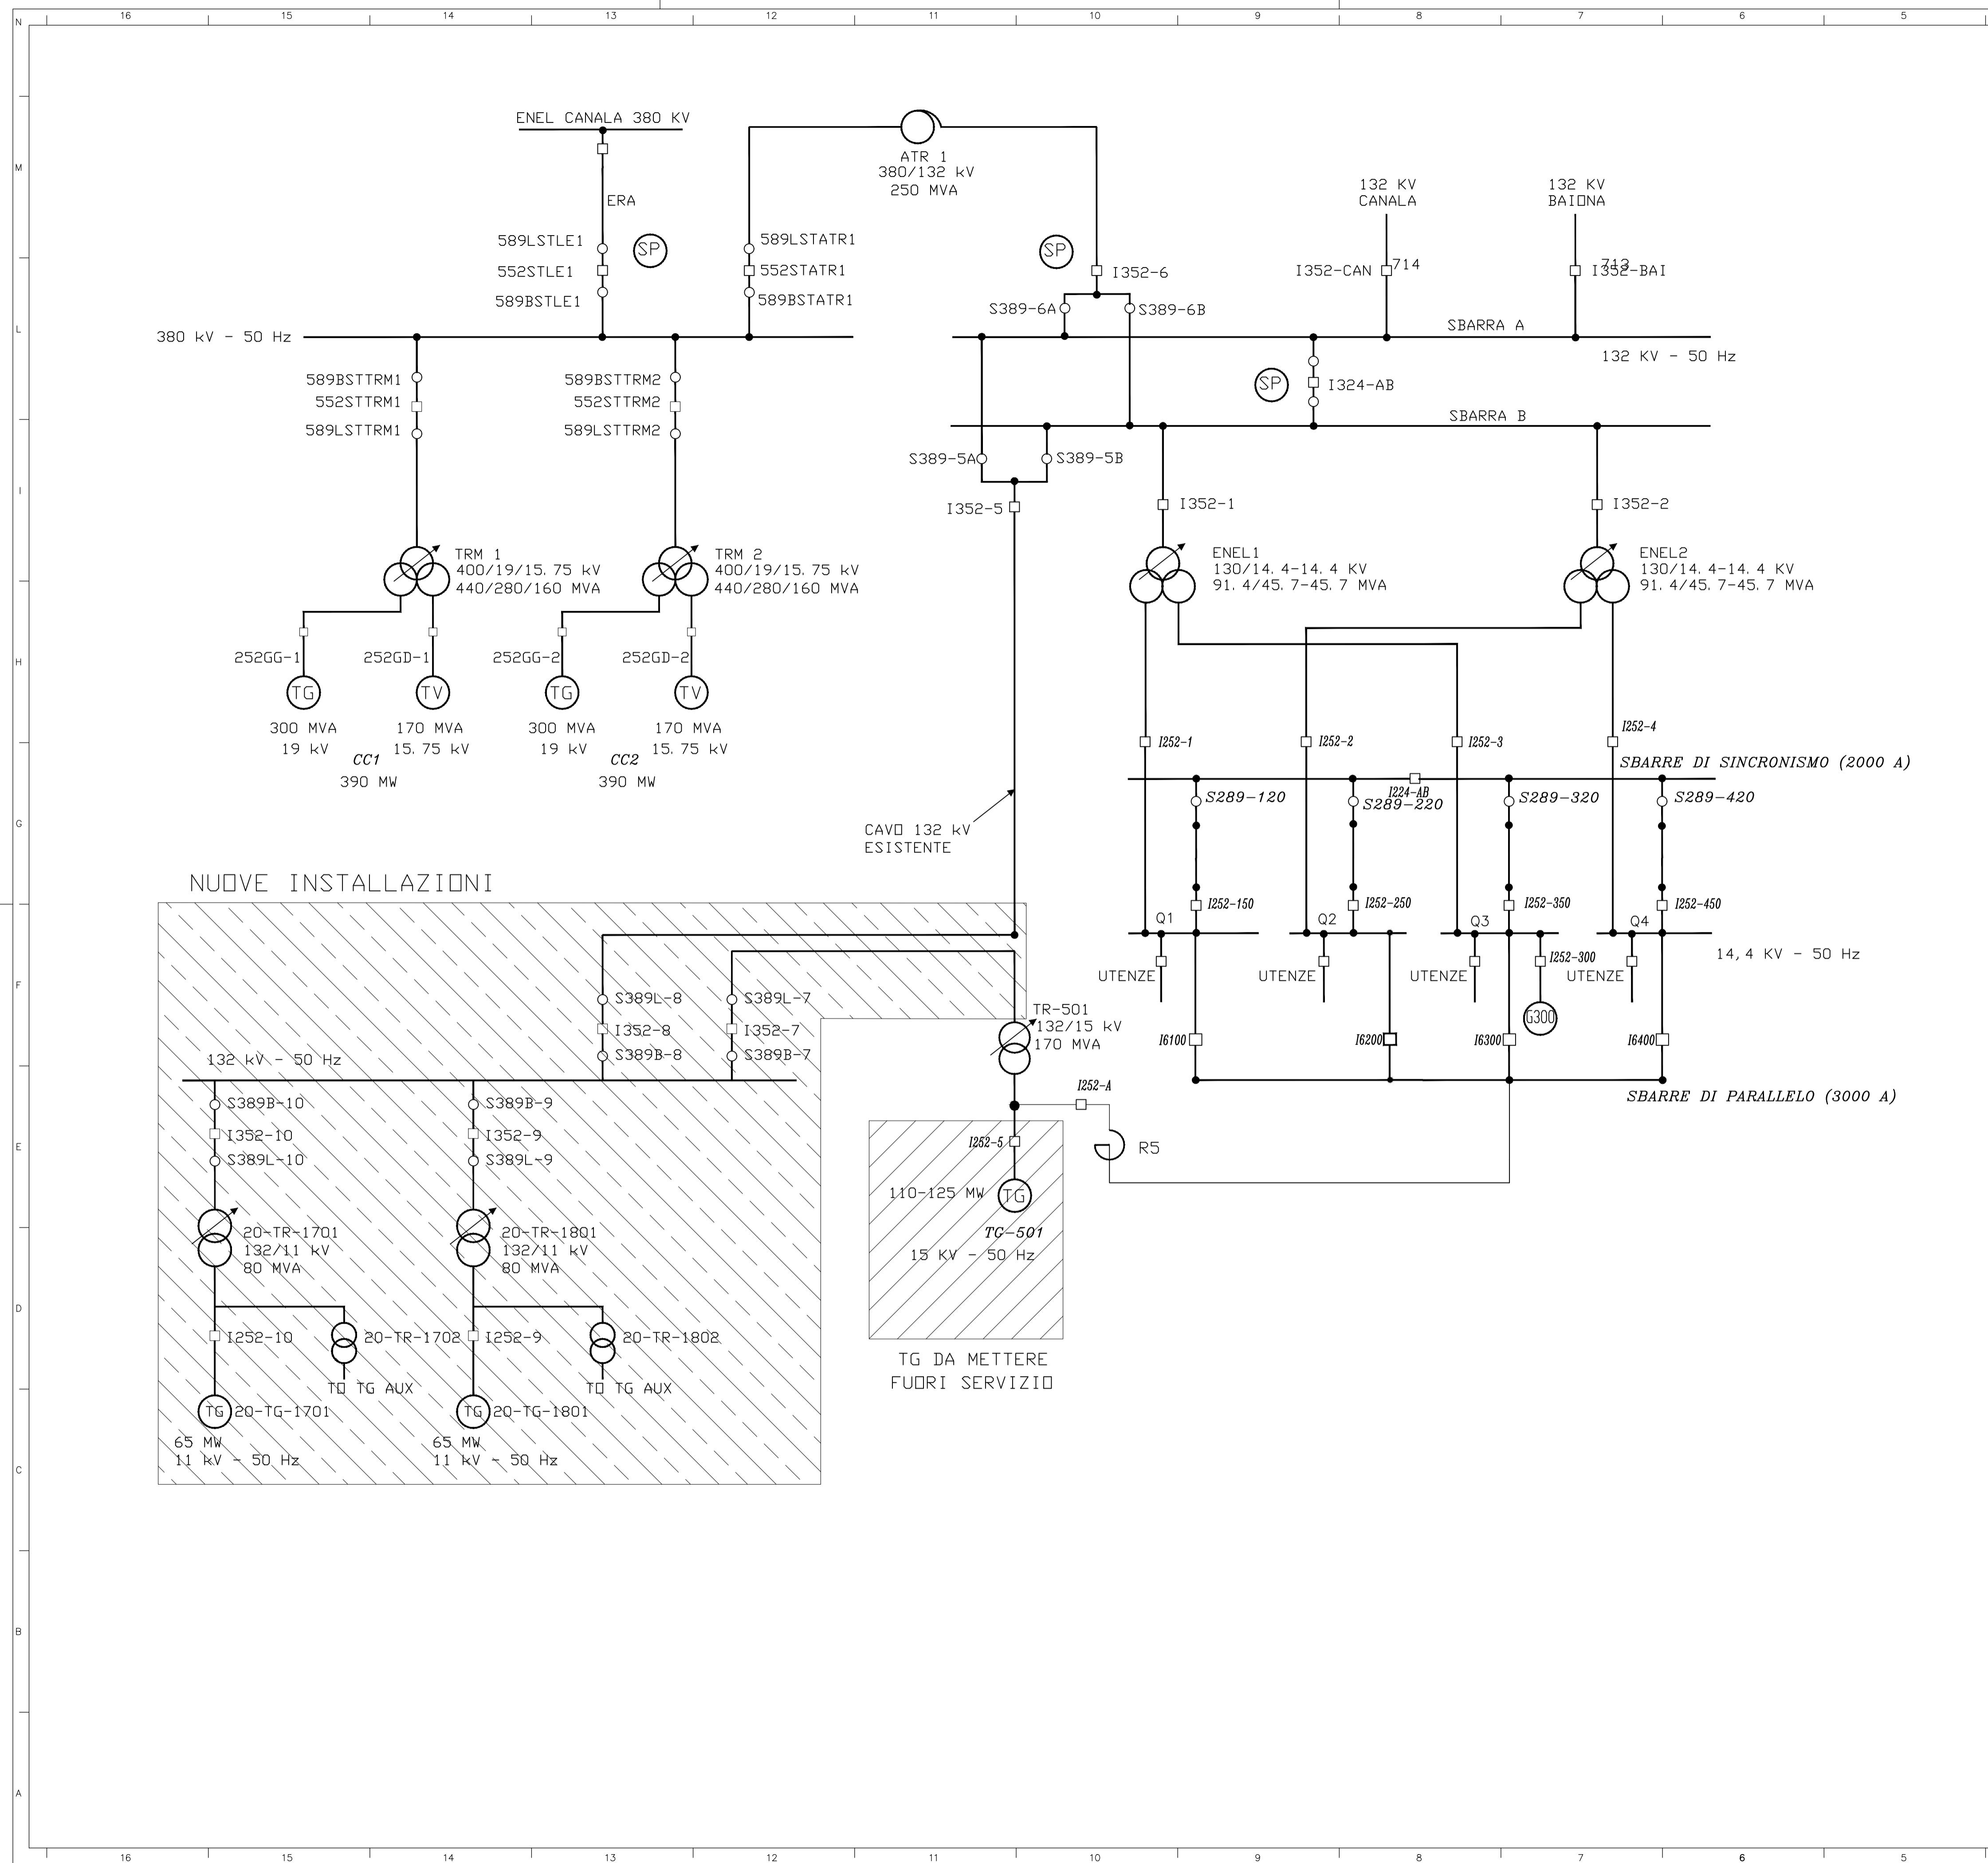 16 15 14 13 12 11 10 9 8 7 6 5
N
M
L
I
H
G
F
E
D
C
B
A
ENEL CANALA 380 KV
ERA
589LSTLE1
SP
552STLE1
589BSTLE1
589LSTATR1
552STATR1
589BSTATR1
ATR 1
380/132 kV
250 MVA
SP
I352-6
S389-6A
S389-6B
132 KV
CANALA
I352-CAN
714
132 KV
BAIONA
713
I352-BAI
380 kV - 50 Hz
SBARRA A
132 KV - 50 Hz
SP
I324-AB
SBARRA B
589BSTTRM1
552STTRM1
589LSTTRM1
589BSTTRM2
552STTRM2
589LSTTRM2
S389-5A
S389-5B
I352-5
I352-1
I352-2
TRM 1
400/19/15.75 kV
440/280/160 MVA
TRM 2
400/19/15.75 kV
440/280/160 MVA
ENEL1
130/14.4-14.4 KV
91.4/45.7-45.7 MVA
ENEL2
130/14.4-14.4 KV
91.4/45.7-45.7 MVA
252GG-1
252GD-1
252GG-2
252GD-2
TG
TV
TG
TV
300 MVA
19 kV
170 MVA
15.75 kV
CC1
390 MW
300 MVA
19 kV
170 MVA
15.75 kV
CC2
390 MW
I252-1
I252-2
I252-3
I252-4
SBARRE DI SINCRONISMO (2000 A)
I224-AB
S289-120
S289-220
S289-320
S289-420
CAVO 132 kV
ESISTENTE
NUOVE INSTALLAZIONI
I252-150
I252-250
I252-350
I252-450
Q1
Q2
Q3
Q4
14,4 KV - 50 Hz
UTENZE
UTENZE
UTENZE
I252-300
UTENZE
G300
S389L-8
I352-8
S389B-8
S389L-7
I352-7
S389B-7
TR-501
132/15 kV
170 MVA
I6100
I6200
I6300
I6400
132 kV - 50 Hz
I252-A
SBARRE DI PARALLELO (3000 A)
S389B-10
I352-10
S389L-10
S389B-9
I352-9
S389L-9
I252-5
R5
110-125 MW
TG
TG-501
15 KV - 50 Hz
20-TR-1701
132/11 kV
80 MVA
20-TR-1801
132/11 kV
80 MVA
I252-10
20-TR-1702
I252-9
20-TR-1802
TO TG AUX
TO TG AUX
TG DA METTERE
FUORI SERVIZIO
TG
20-TG-1701
TG
20-TG-1801
65 MW
11 kV - 50 Hz
65 MW
11 kV - 50 Hz
16 15 14 13 12 11 10 9 8 7 6 5